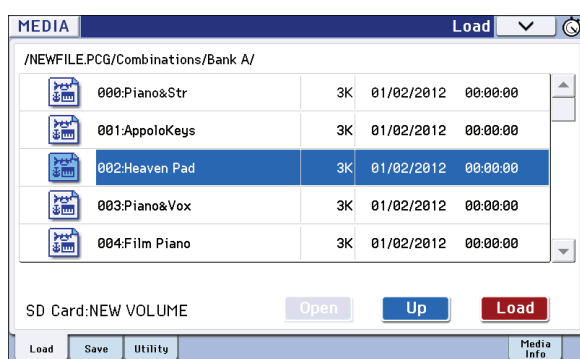 MEDIA Load
/NEWFILE.PCG/Combinations/Bank A/
000:Piano&Str 3K 01/02/2012 00:00:00
001:AppoloKeys 3K 01/02/2012 00:00:00
002:Heaven Pad 3K 01/02/2012 00:00:00
003:Piano&Vox 3K 01/02/2012 00:00:00
004:Film Piano 3K 01/02/2012 00:00:00
SD Card:NEW VOLUME Open Up Load
Load Save Utility Media
Info